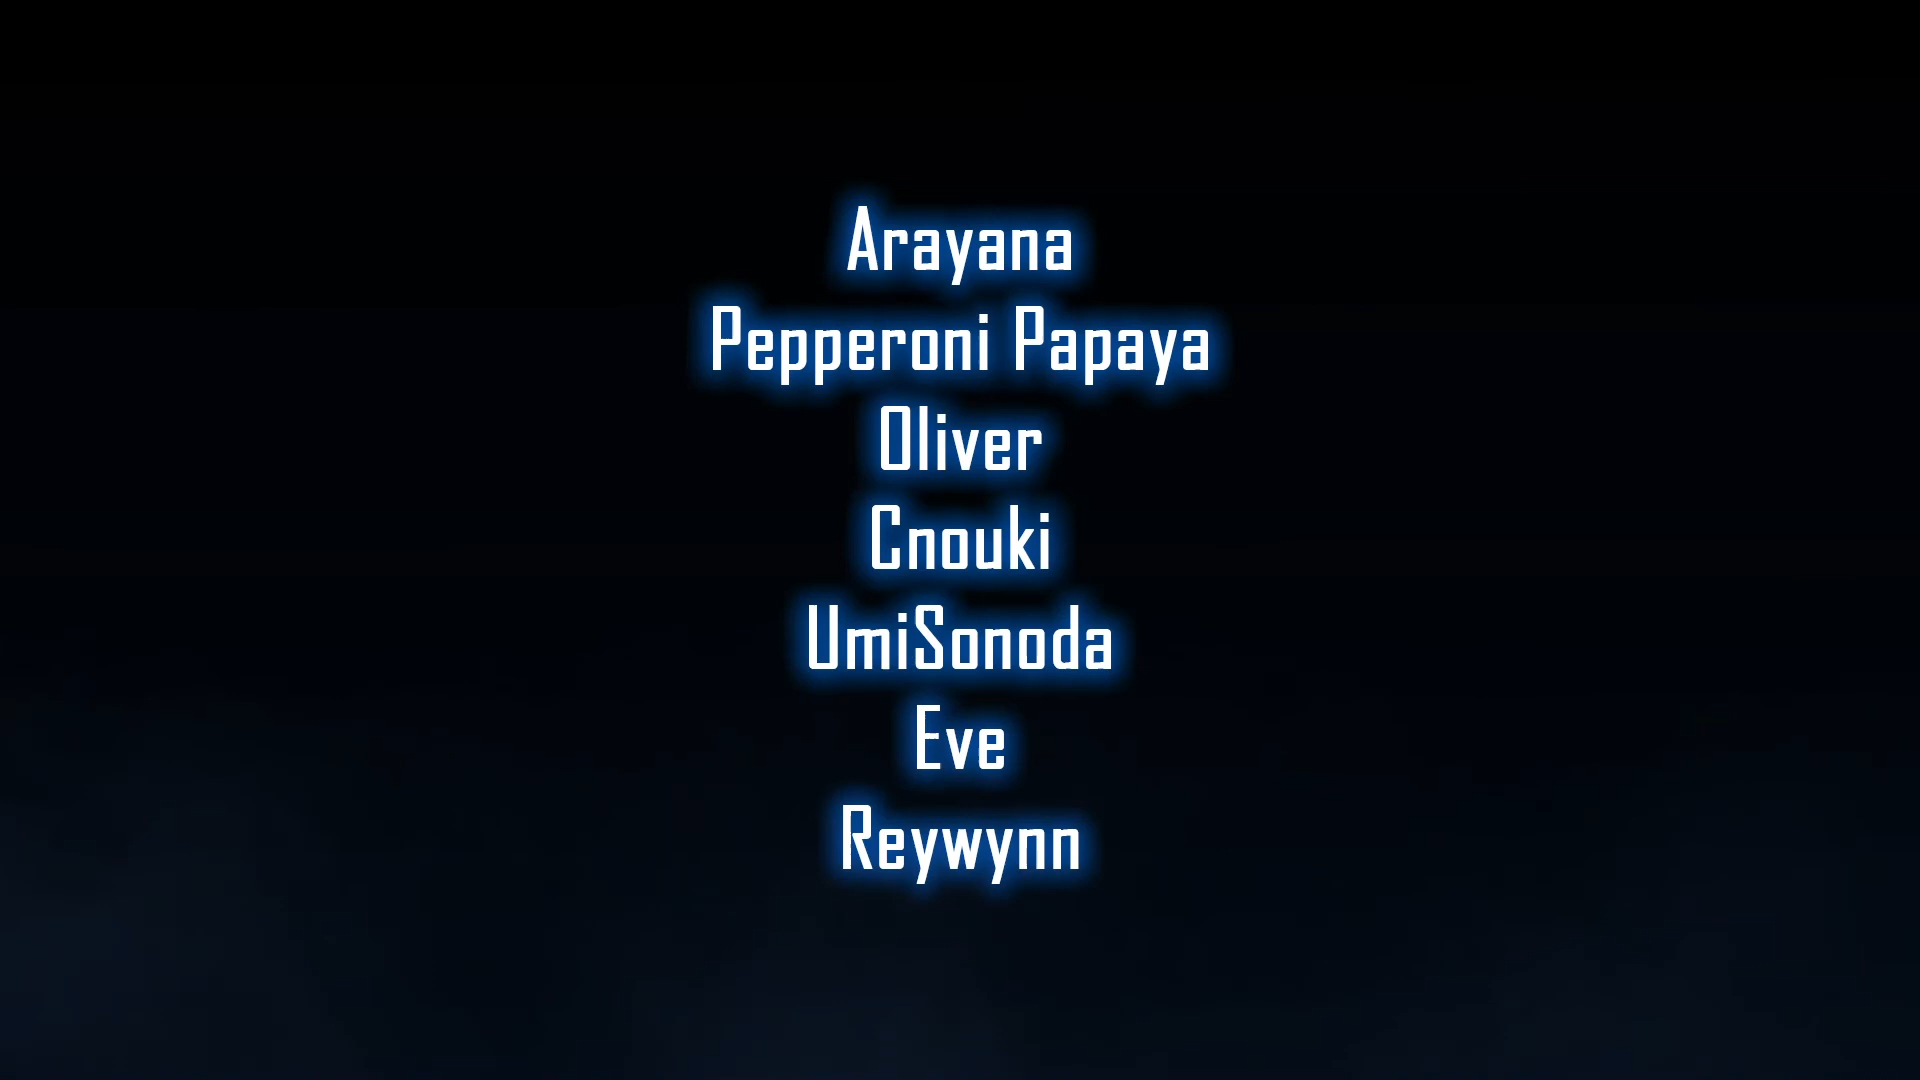 Arayana
Pepperoni Papaya
Oliver
Cnouki
UmiSonoda
Eve
Reywynn